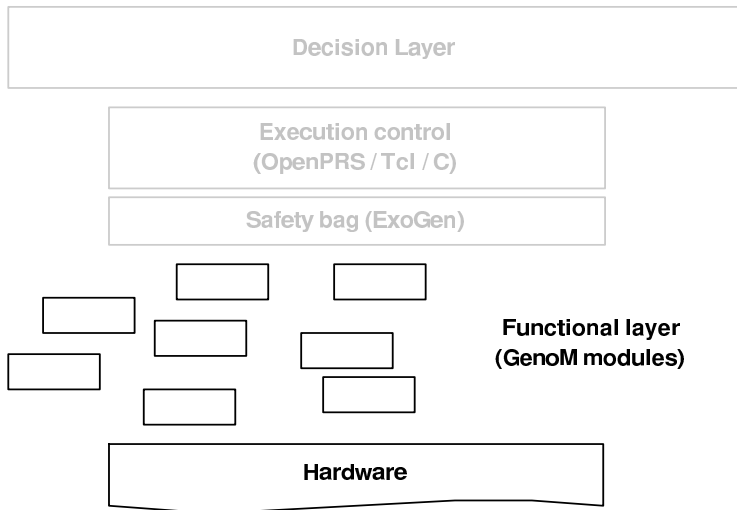 Decision Layer
Execution control
(OpenPRS / Tcl / C)
Safety bag (ExoGen)
Functional layer
(GenoM modules)
Hardware